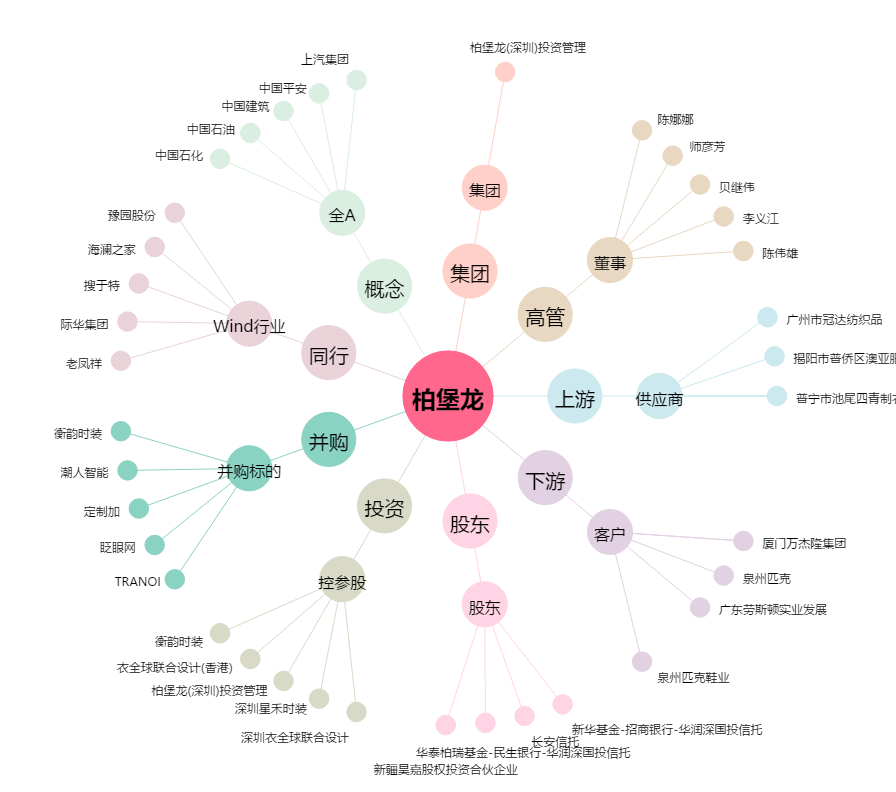 柏堡龙
集团
集团
柏堡龙(深圳)投资管理
高管
董事
陈娜娜
师彦芳
贝继伟
李义江
陈伟雄
上游
供应商
广州市冠达纺织品
揭阳市普侨区澳亚服
普宁市池尾四青制衣
下游
客户
厦门万杰隆集团
泉州匹克
广东劳斯顿实业发展
泉州匹克鞋业
股东
股东
新华基金-招商银行-华润深国投信托
长安信托
华泰柏瑞基金-民生银行-华润深国投信托
新疆昊嘉股权投资合伙企业
投资
控参股
衡韵时装
衣全球联合设计(香港)
柏堡龙(深圳)投资管理
深圳星禾时装
深圳衣全球联合设计
并购
并购标的
衡韵时装
潮人智能
定制加
眨眼网
TRANOI
同行
Wind行业
豫园股份
海澜之家
搜于特
际华集团
老凤祥
概念
全A
上汽集团
中国平安
中国建筑
中国石油
中国石化